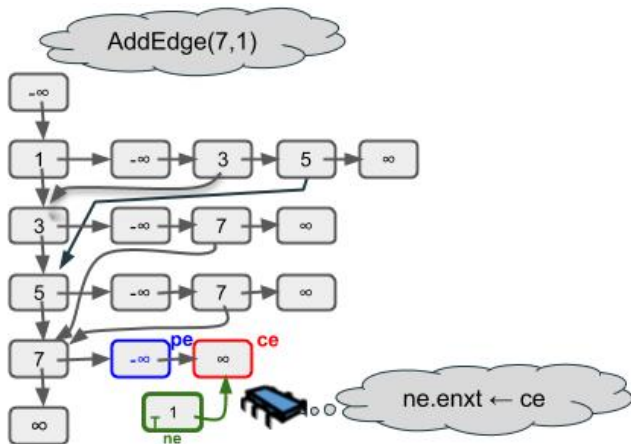 AddEdge(7,1)
-∞
1 -∞ 3 5 ∞
3 -∞ 7 ∞
5 -∞ 7 ∞
pe ce
7 -∞ ∞
1
ne
∞
ne.enxt ← ce